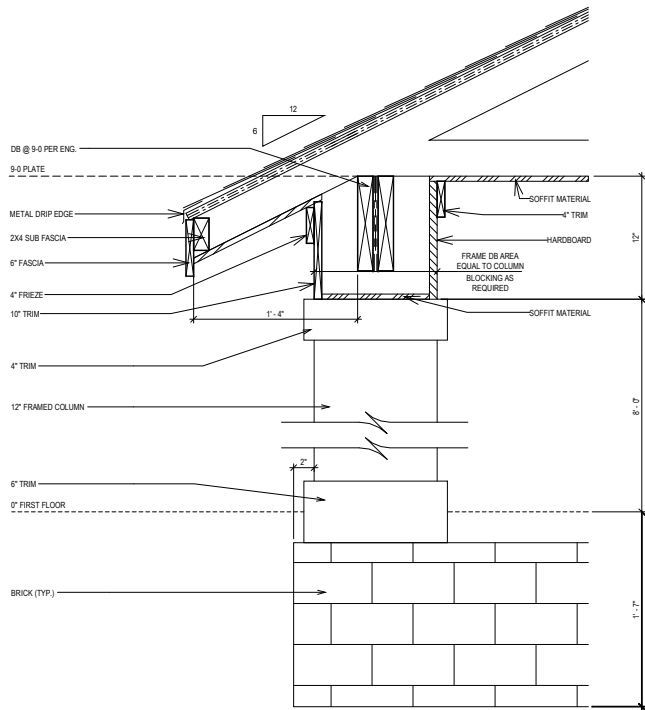 12
6
DB @ 9-0 PER ENG.
9-0 PLATE
METAL DRIP EDGE
2X4 SUB FASCIA
6" FASCIA
4" FRIEZE
10" TRIM
1' - 4"
4" TRIM
12" FRAMED COLUMN
2"
6" TRIM
0" FIRST FLOOR
BRICK (TYP.)
SOFFIT MATERIAL
4" TRIM
HARDBOARD
FRAME DB AREA
EQUAL TO COLUMN
BLOCKING AS
REQUIRED
SOFFIT MATERIAL
12"
8' - 0"
1' - 7"